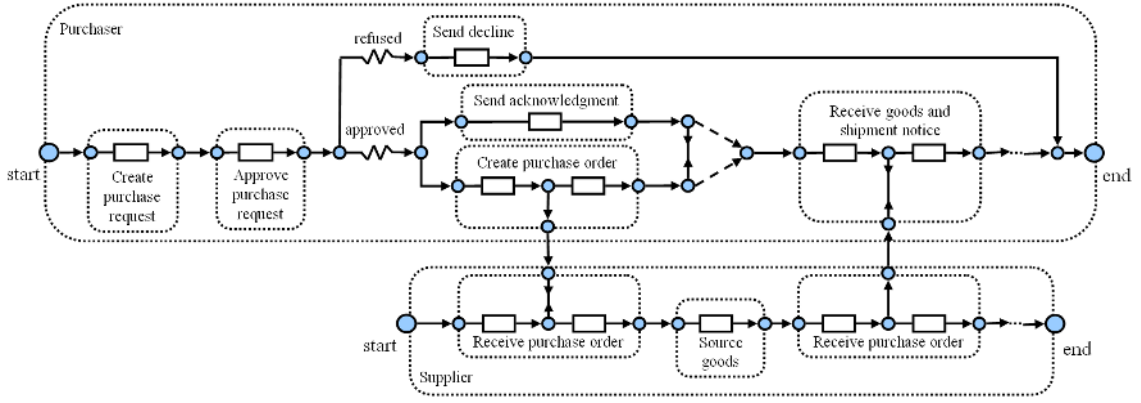 Purchaser
refused
Send decline
approved
Send acknowledgment
Create purchase order
Receive goods and
shipment notice
start
Create
purchase
request
Approve
purchase
request
end
start
Receive purchase order
Source
goods
Receive purchase order
end
Supplier